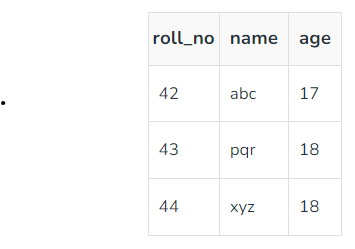 roll_no name age
42 abc 17
43 pqr 18
44 xyz 18